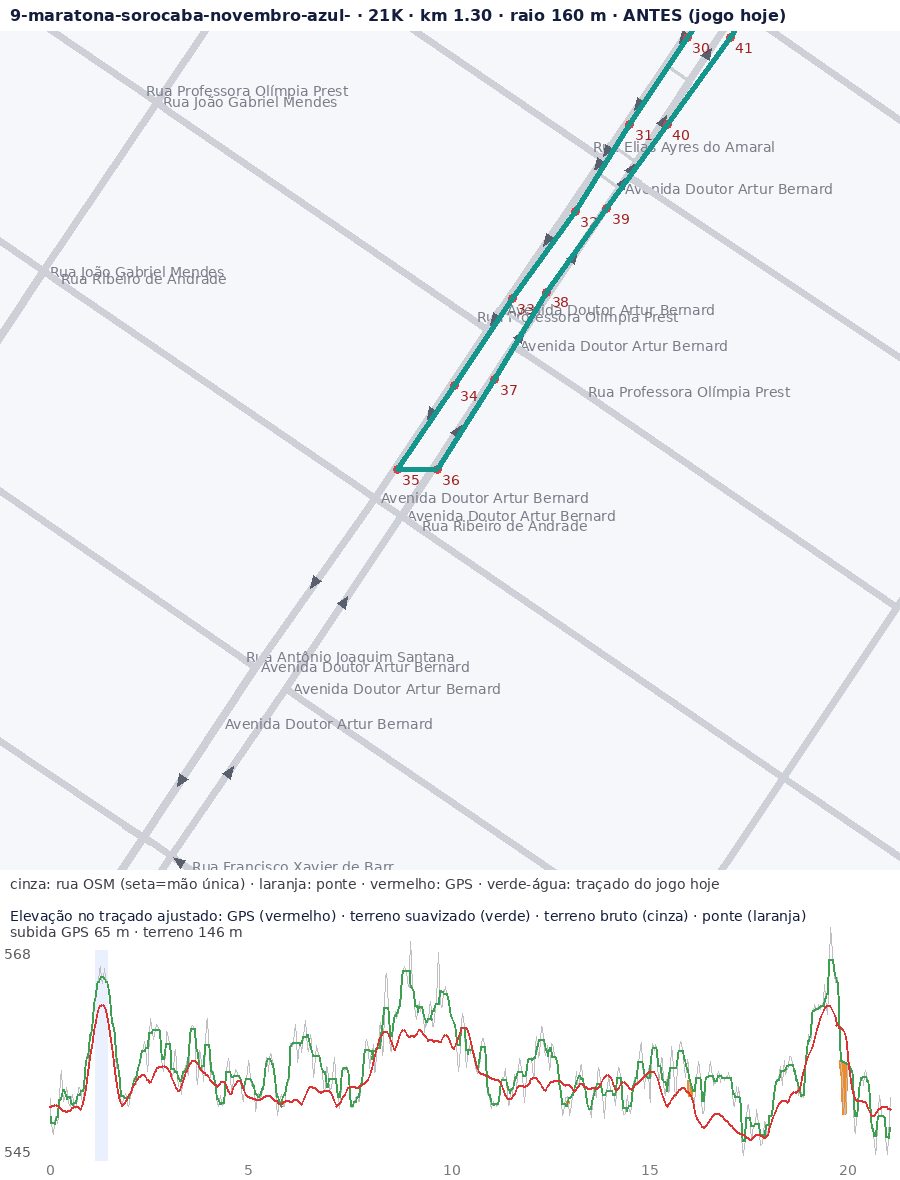 9-maratona-sorocaba-novembro-azul- · 21K · km 1.30 · raio 160 m · ANTES (jogo hoje)
30
41
Rua Professora Olímpia Prest
Rua João Gabriel Mendes
31
40
Rua Elias Ayres do Amaral
Avenida Doutor Artur Bernard
32
39
Rua João Gabriel Mendes
Rua Ribeiro de Andrade
38
33
Avenida Doutor Artur Bernard
Rua Professora Olímpia Prest
Avenida Doutor Artur Bernard
34
37
Rua Professora Olímpia Prest
35
36
Avenida Doutor Artur Bernard
Avenida Doutor Artur Bernard
Rua Ribeiro de Andrade
Rua Antônio Joaquim Santana
Avenida Doutor Artur Bernard
Avenida Doutor Artur Bernard
Avenida Doutor Artur Bernard
Rua Francisco Xavier de Barr
cinza: rua OSM (seta=mão única) · laranja: ponte · vermelho: GPS · verde-água: traçado do jogo hoje
Elevação no traçado ajustado: GPS (vermelho) · terreno suavizado (verde) · terreno bruto (cinza) · ponte (laranja)
subida GPS 65 m · terreno 146 m
568
545
0
5
10
15
20